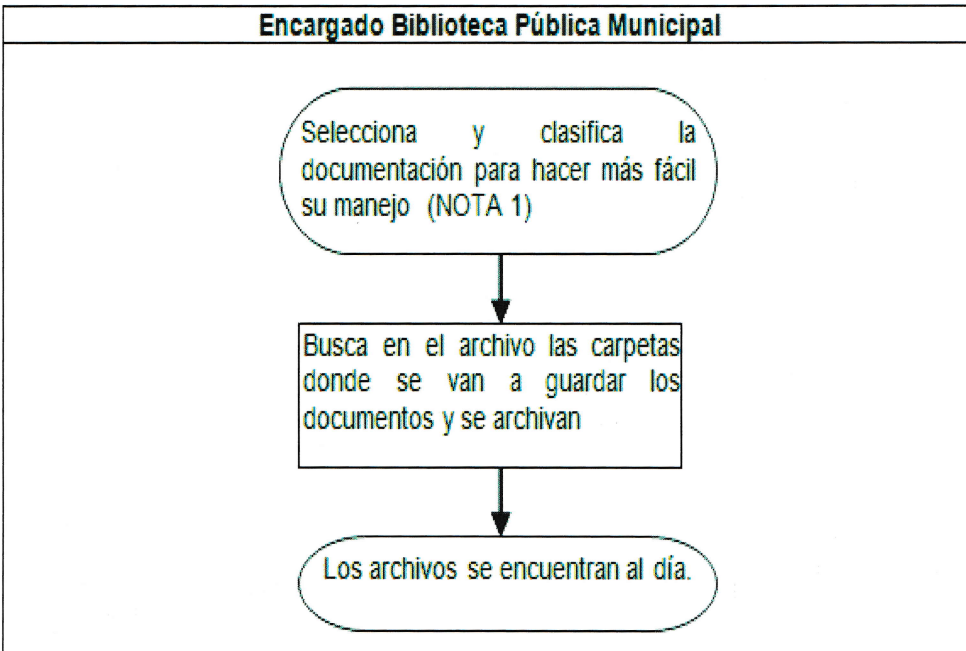 Encargado Biblioteca Pública Municipal
Selecciona y clasifica la
documentación para hacer más fácil
su manejo (NOTA 1)
Busca en el archivo las carpetas
donde se van a guardar los
documentos y se archivan
Los archivos se encuentran al día.